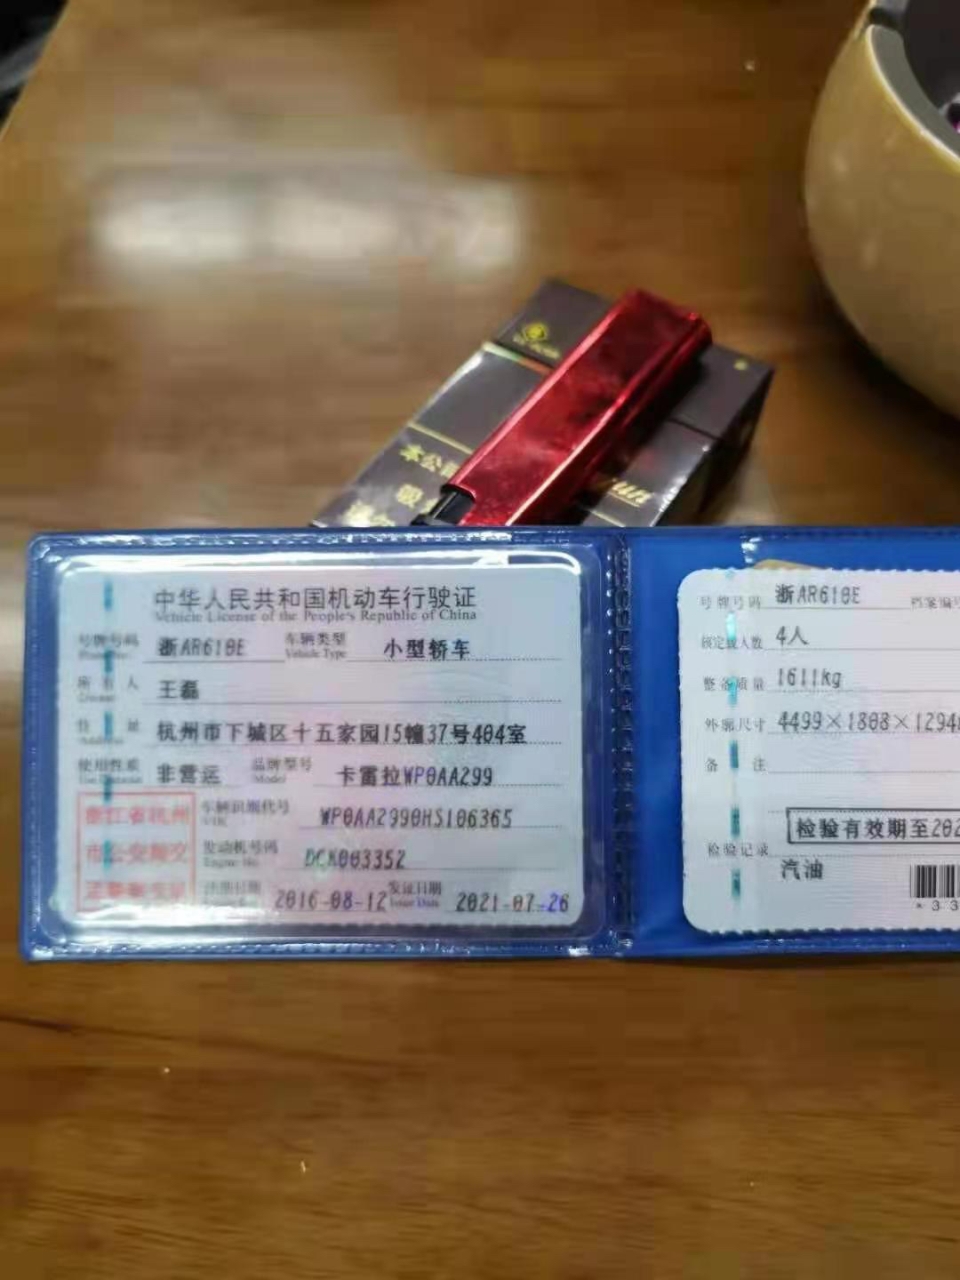 本公司
吸
中华人民共和国机动车行驶证
Vehicle License of the People's Republic of China
号牌号码 浙AR610E 车辆类型 小型轿车
Vehicle Type
所有人 王磊
住址 杭州市下城区十五家园15幢37号404室
使用性质 非营运 品牌型号 卡雷拉WP0AA299
Model
车辆识别代号 WP0AA2990HS106365
VIN
浙江省杭州
市公安局交
发动机号码 DCK003352
Engine No.
注册日期 2016-08-12 发证日期 2021-07-26
Issue Date
号牌号码 浙AR610E 档案编号
核定载人数 4人
整备质量 1611kg
外廓尺寸 4499×1808×1294
备注
检验有效期至202
检验记录
汽油
*33